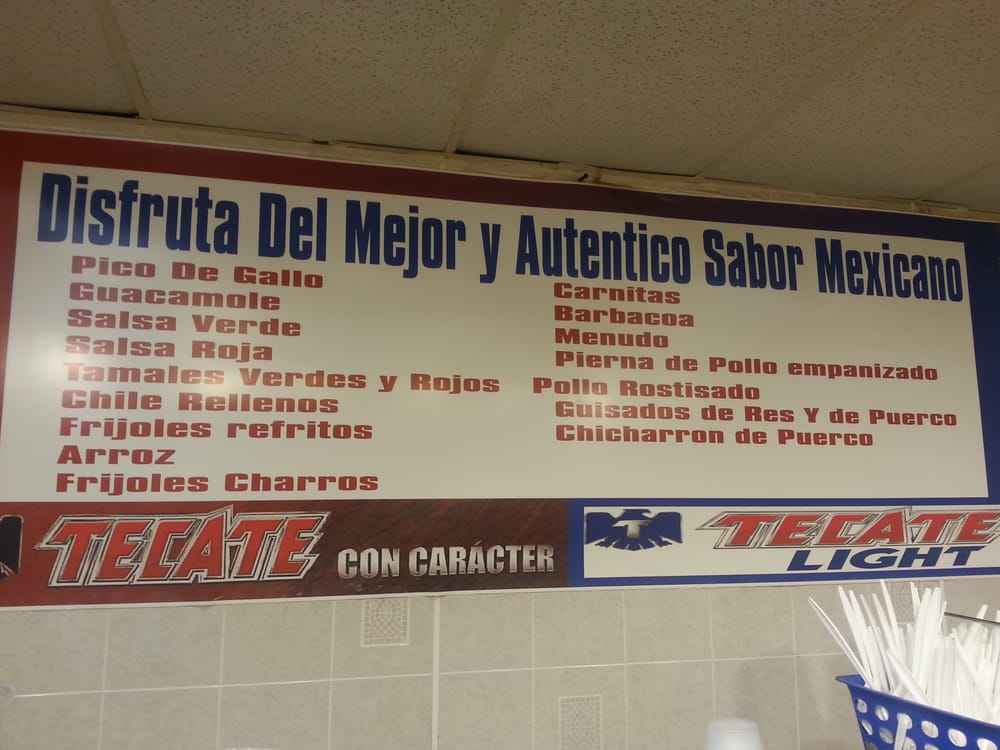 Disfruta Del Mejor y Autentico Sabor Mexicano
Pico De Gallo
Guacamole
Salsa Verde
Salsa Roja
Tamales Verdes y Rojos
Chile Rellenos
Frijoles refritos
Arroz
Frijoles Charros
Carnitas
Barbacoa
Menudo
Pierna de Pollo empanizado
Pollo Rostisado
Guisados de Res Y de Puerco
Chicharron de Puerco
TECATE CON CARÁCTER
T
TECATE
LIGHT